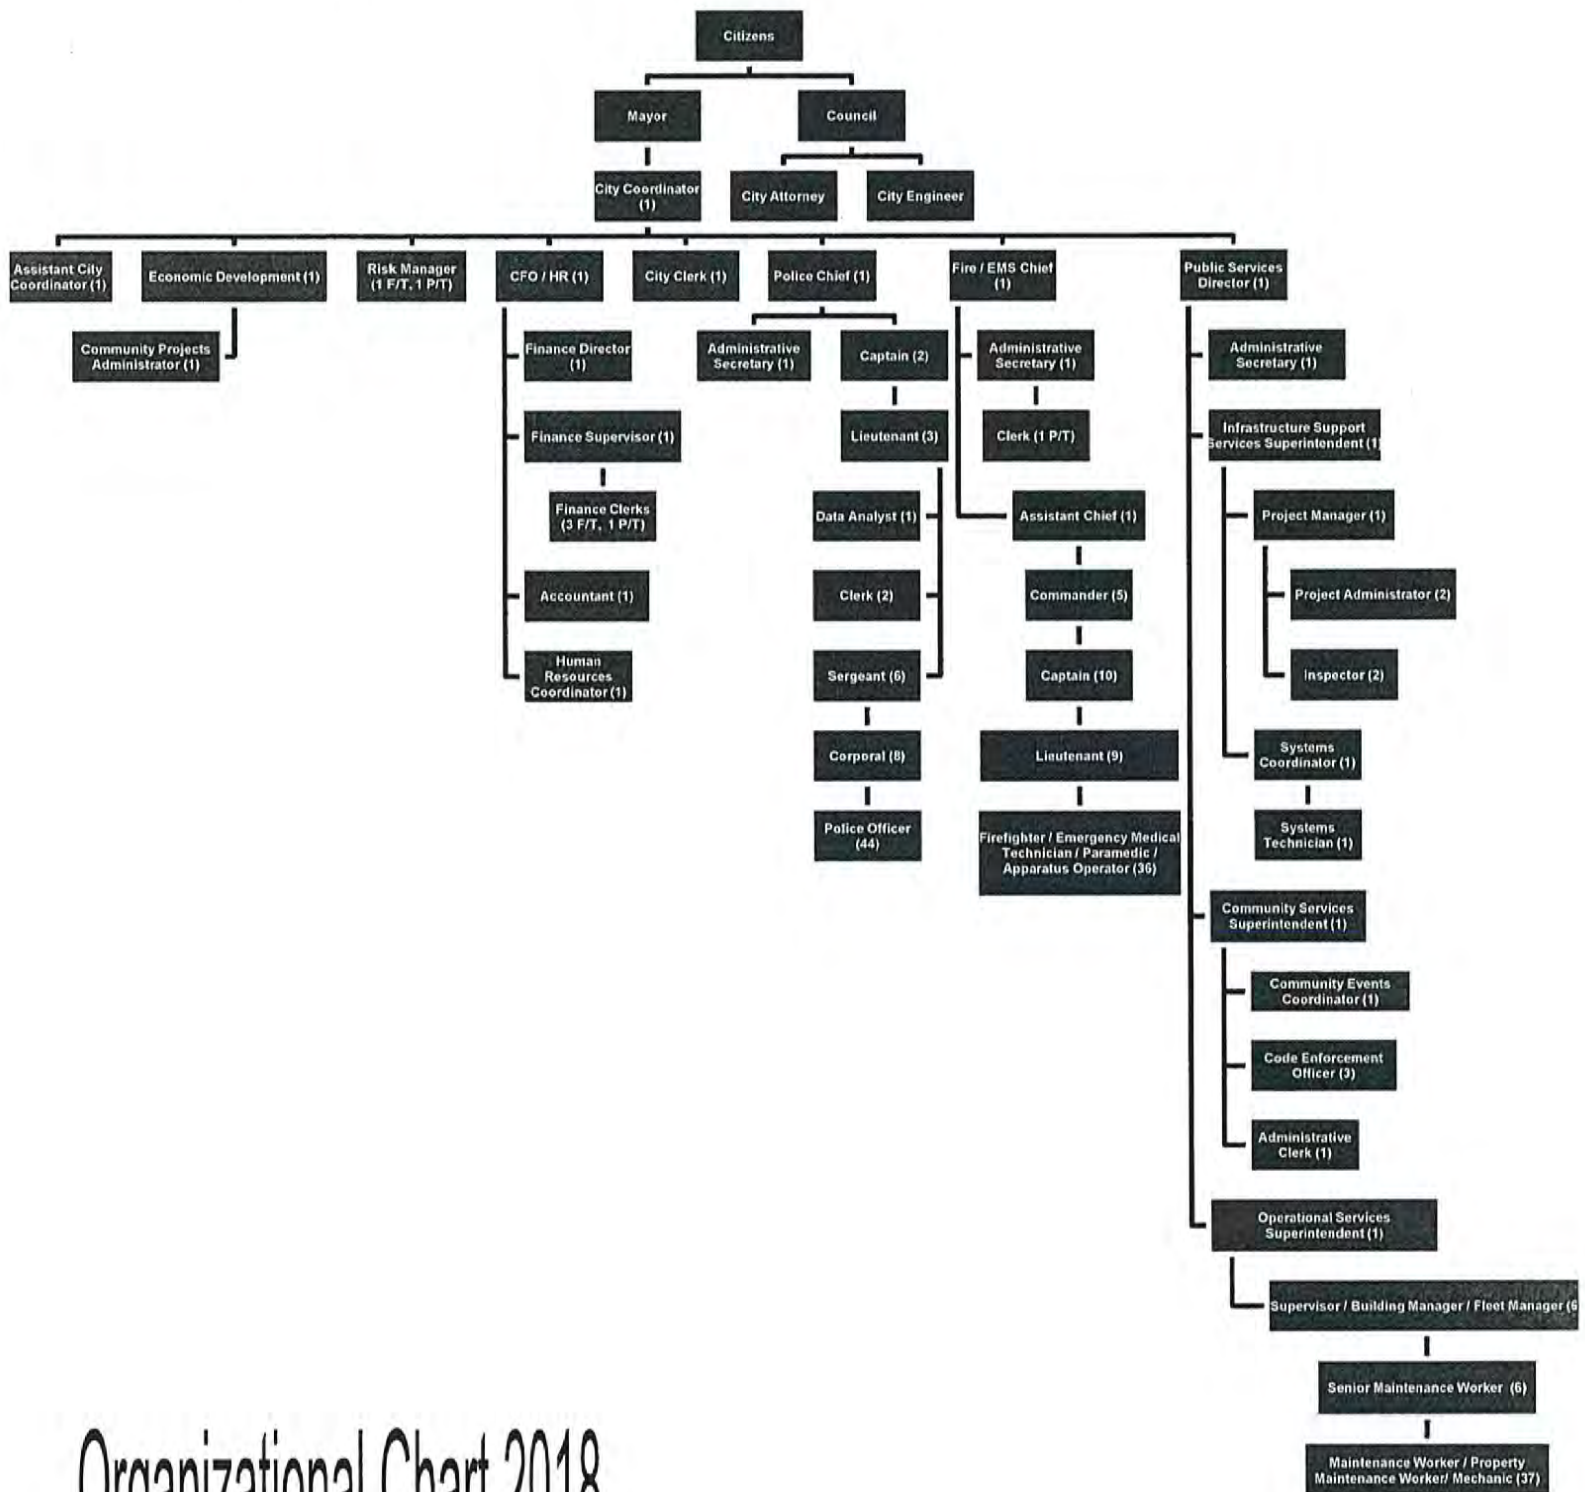 Citizens
Mayor
Council
City Coordinator
(1)
City Attorney
City Engineer
Assistant City
Coordinator (1)
Economic Development (1)
Risk Manager
(1 F/T, 1 P/T)
CFO / HR (1)
City Clerk (1)
Police Chief (1)
Fire / EMS Chief
(1)
Public Services
Director (1)
Community Projects
Administrator (1)
Finance Director
(1)
Finance Supervisor (1)
Finance Clerks
(3 F/T, 1 P/T)
Accountant (1)
Human
Resources
Coordinator (1)
Administrative
Secretary (1)
Captain (2)
Lieutenant (3)
Data Analyst (1)
Clerk (2)
Sergeant (6)
Corporal (8)
Police Officer
(44)
Administrative
Secretary (1)
Clerk (1 P/T)
Assistant Chief (1)
Commander (5)
Captain (10)
Lieutenant (9)
Firefighter / Emergency Medical
Technician / Paramedic /
Apparatus Operator (36)
Administrative
Secretary (1)
Infrastructure Support
Services Superintendent (1)
Project Manager (1)
Project Administrator (2)
Inspector (2)
Systems
Coordinator (1)
Systems
Technician (1)
Community Services
Superintendent (1)
Community Events
Coordinator (1)
Code Enforcement
Officer (3)
Administrative
Clerk (1)
Operational Services
Superintendent (1)
Supervisor / Building Manager / Fleet Manager (6
Senior Maintenance Worker (6)
Maintenance Worker / Property
Maintenance Worker/ Mechanic (37)
Organizational Chart 2018